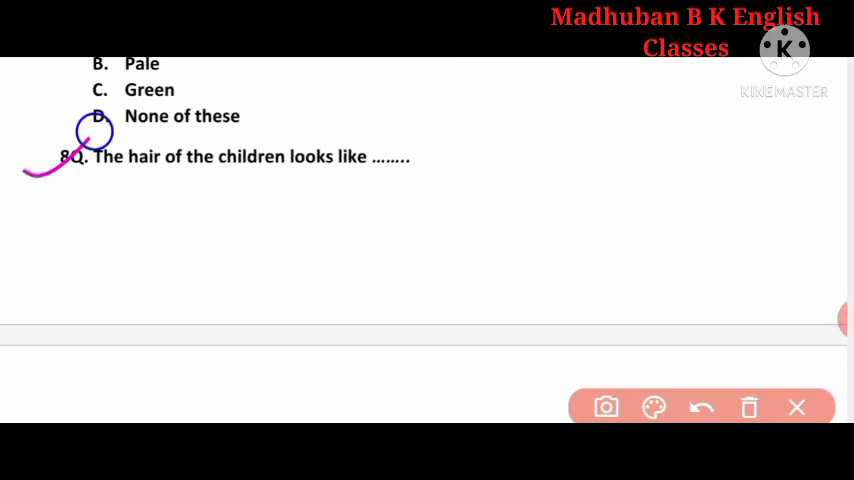 Madhuban B K English
Classes
K
KINEMASTER
B. Pale
C. Green
D. None of these
8Q. The hair of the children looks like ........